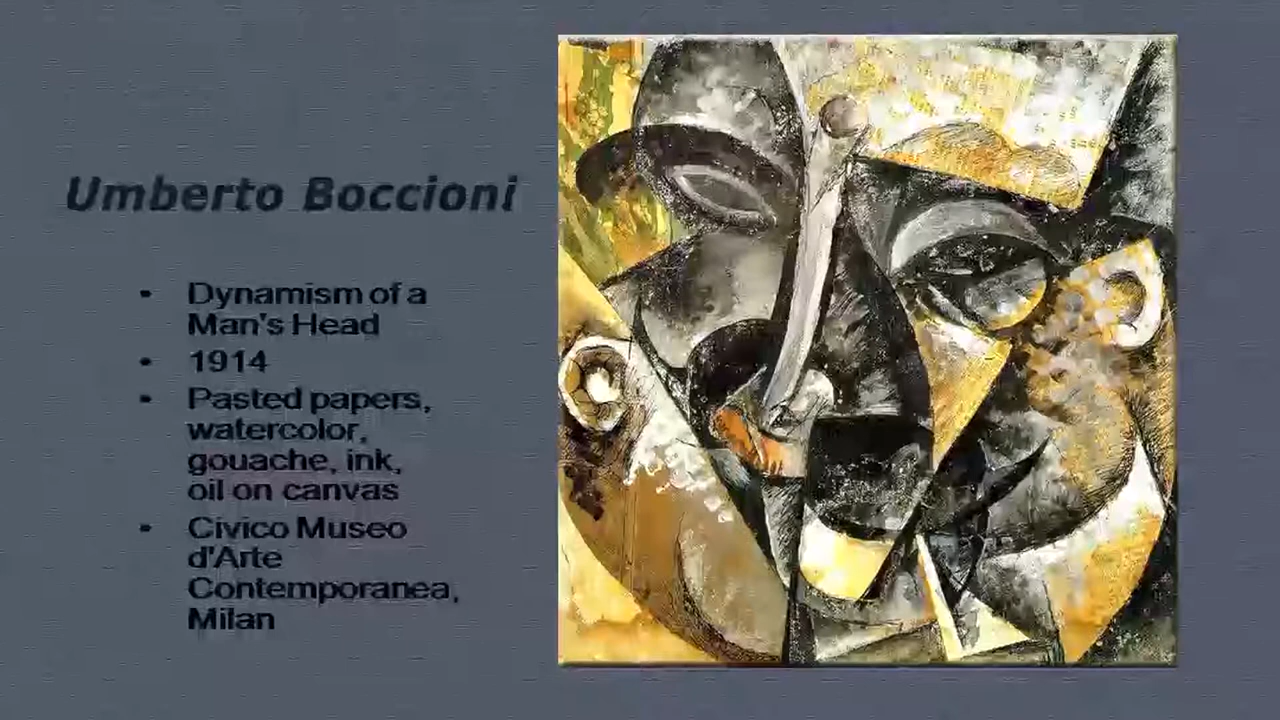 Umberto Boccioni
• Dynamism of a
Man's Head
• 1914
• Pasted papers,
watercolor,
gouache, ink,
oil on canvas
• Civico Museo
d'Arte
Contemporanea,
Milan